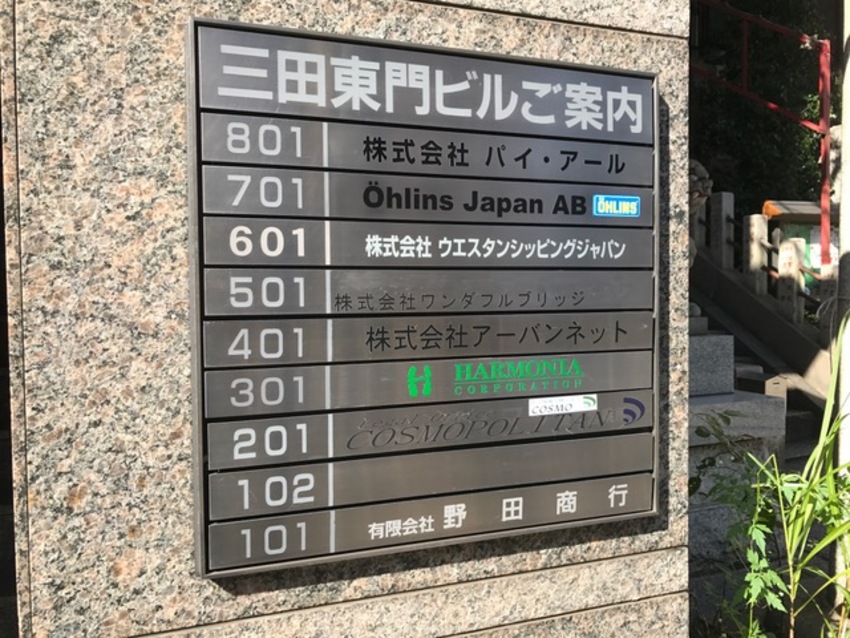 三田東門ビルご案内
801 株式会社 パイ・アール
701 Öhlins Japan AB ÖHLINS
601 株式会社 ウエスタンシッピングジャパン
501 株式会社ワンダフルブリッジ
401 株式会社アーバンネット
301 HARMONIA
CORPORATION
COSMO
201 COSMOPOLITAN
102
101 有限会社 野田商行